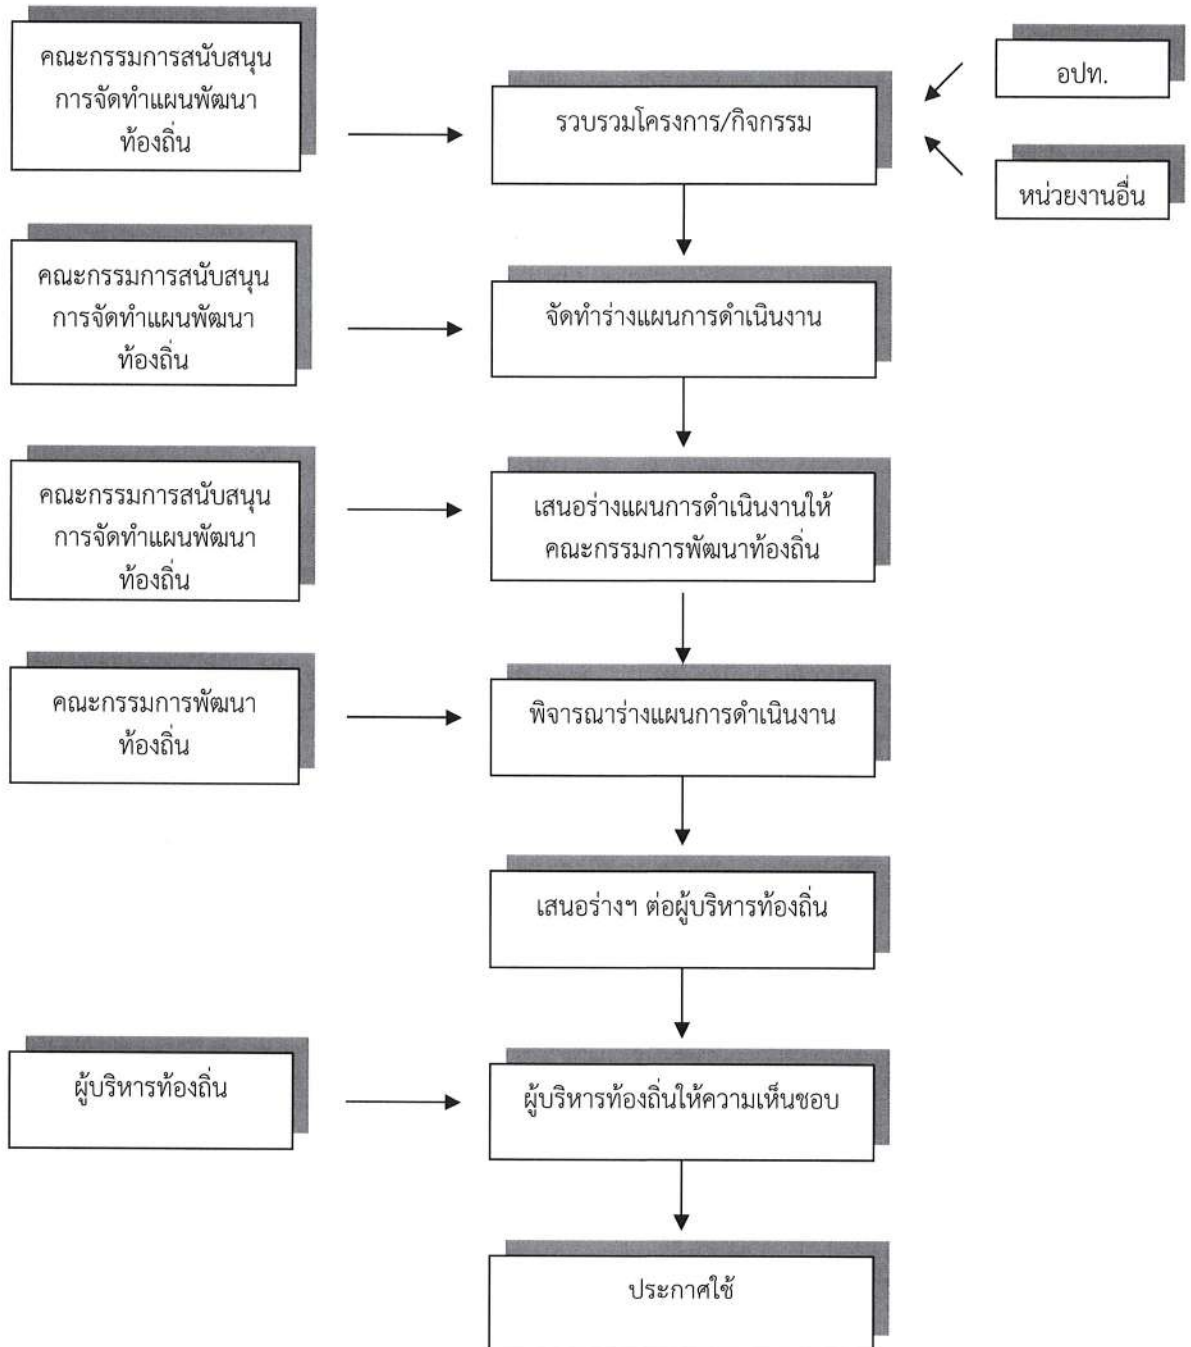 คณะกรรมการสนับสนุน
การจัดทำแผนพัฒนา
ท้องถิ่น
รวบรวมโครงการ/กิจกรรม
อปท.
หน่วยงานอื่น
คณะกรรมการสนับสนุน
การจัดทำแผนพัฒนา
ท้องถิ่น
จัดทำร่างแผนการดำเนินงาน
คณะกรรมการสนับสนุน
การจัดทำแผนพัฒนา
ท้องถิ่น
เสนอร่างแผนการดำเนินงานให้
คณะกรรมการพัฒนาท้องถิ่น
คณะกรรมการพัฒนา
ท้องถิ่น
พิจารณาร่างแผนการดำเนินงาน
เสนอร่างฯ ต่อผู้บริหารท้องถิ่น
ผู้บริหารท้องถิ่น
ผู้บริหารท้องถิ่นให้ความเห็นชอบ
ประกาศใช้